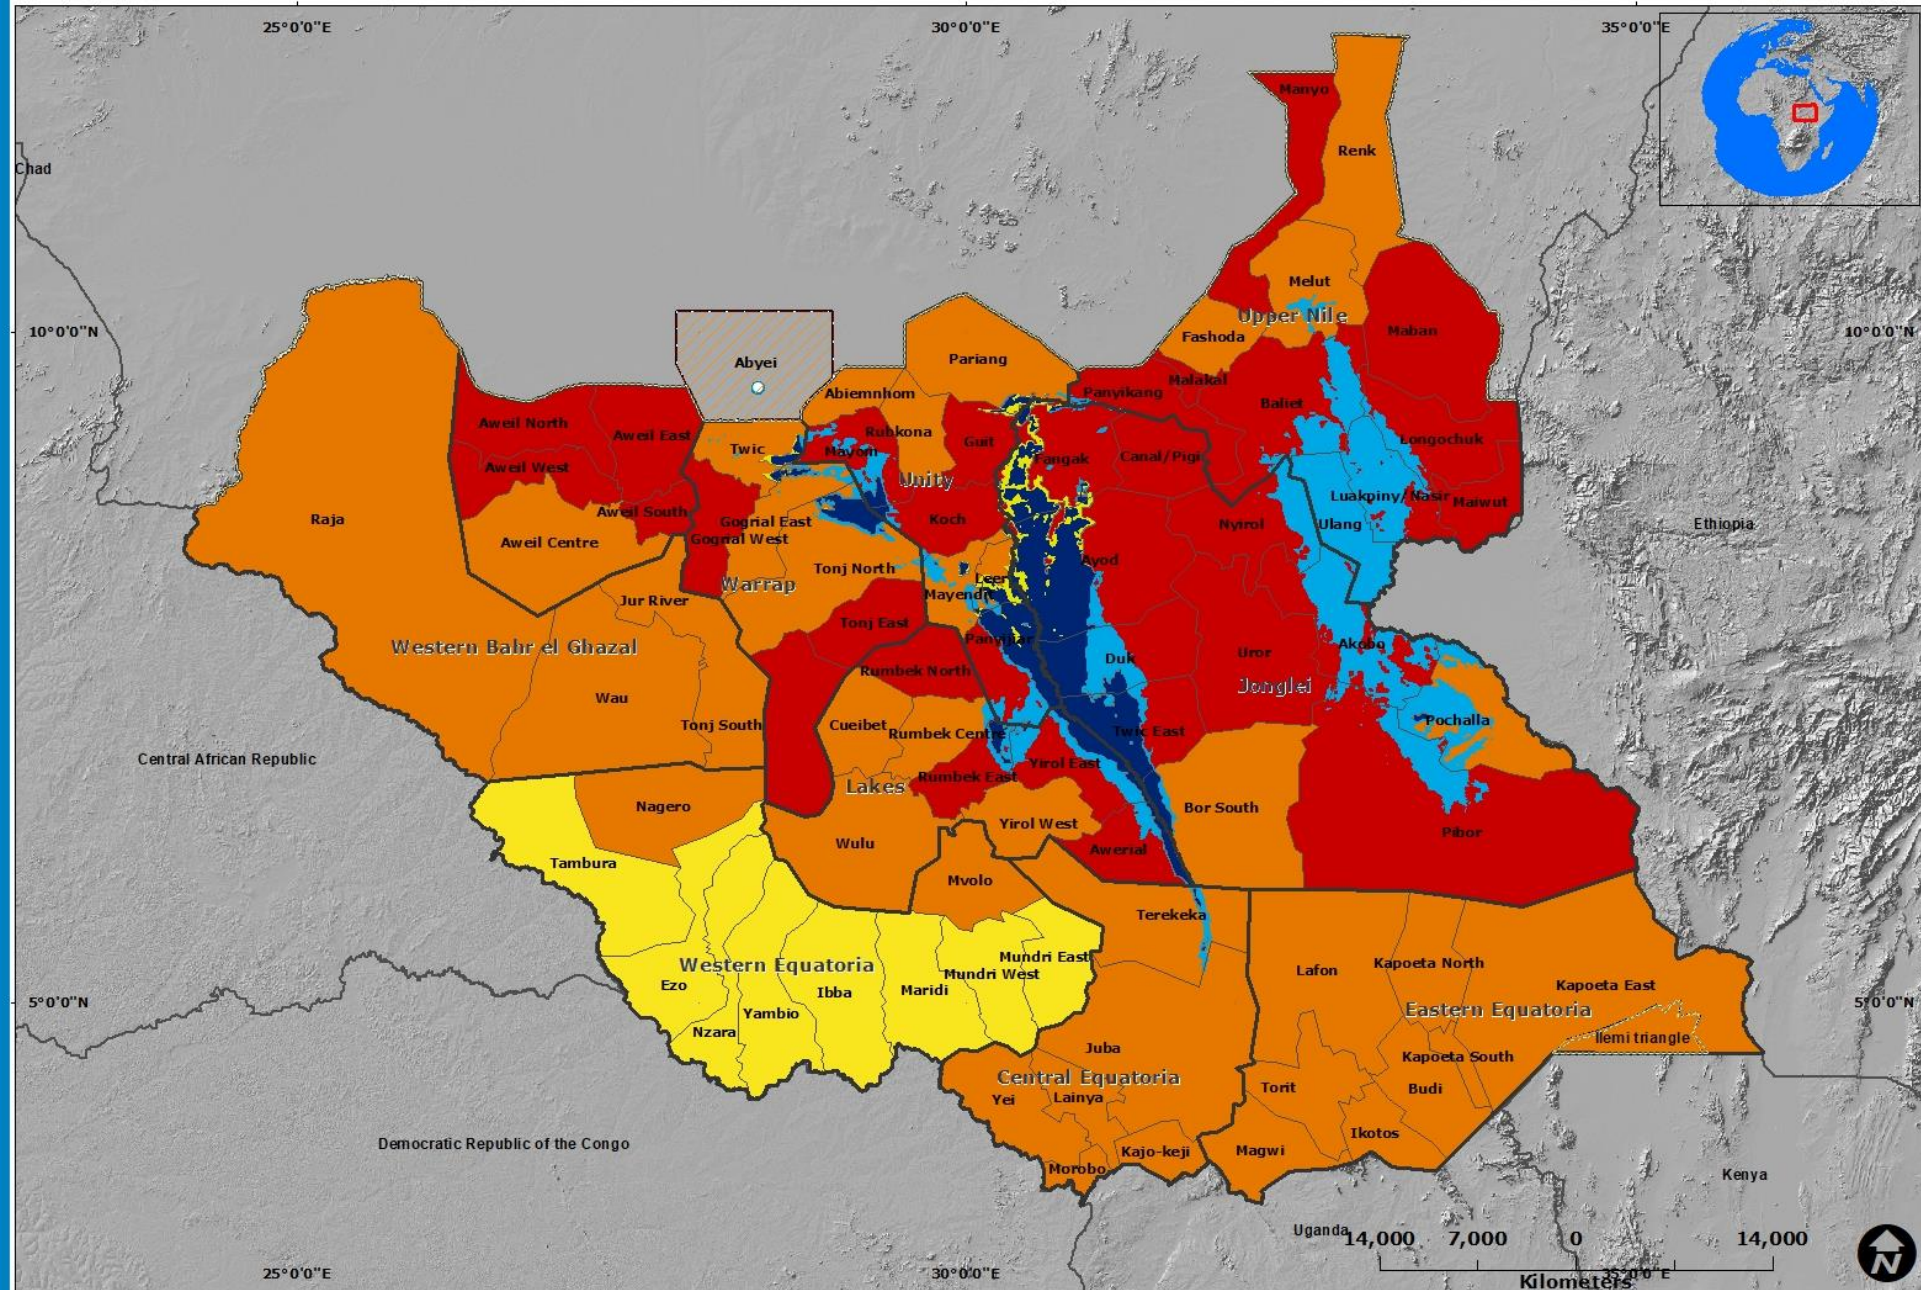 25°0'0"E 30°0'0"E 35°0'0"E
Manyo
Renk
Chad
Melut
Upper Nile
10°0'0"N 10°0'0"N
Fashoda
Maban
Abyei
Pariang
Malakal
Abiemnhom
Panyikang
Baliet
Aweil North
Aweil East
Rubkona
Guit
Longochuk
Twic
Mayom
Fangak
Canal/Pigi
Aweil West
Unity
Luakpiny/Nasir
Maiwut
Aweil South
Raja
Gogrial East
Koch
Nyirol
Ulang
Ethiopia
Aweil Centre
Gogrial West
Ayod
Tonj North
Leer
Warrap
Mayendit
Jur River
Tonj East
Panyijiar
Western Bahr el Ghazal
Akobo
Uror
Duk
Rumbek North
Jonglei
Wau
Tonj South
Cueibet
Rumbek Centre
Twic East
Pochalla
Central African Republic
Yirol East
Rumbek East
Lakes
Nagero
Bor South
Yirol West
Pibor
Wulu
Awerial
Tambura
Mvolo
Terekeka
Mundri East
Western Equatoria
Kapoeta North
Mundri West
Lafon
Ezo
Ibba
Maridi
Kapoeta East
5°0'0"N 5°0'0"N
Eastern Equatoria
Yambio
Nzara
Ilemi triangle
Juba
Kapoeta South
Central Equatoria
Torit
Budi
Yei
Lainya
Ikotos
Democratic Republic of the Congo
Kajo-keji
Magwi
Morobo
Kenya
Uganda
14,000 7,000 0 14,000
N
25°0'0"E 30°0'0"E 35°0'0"E
Kilometers